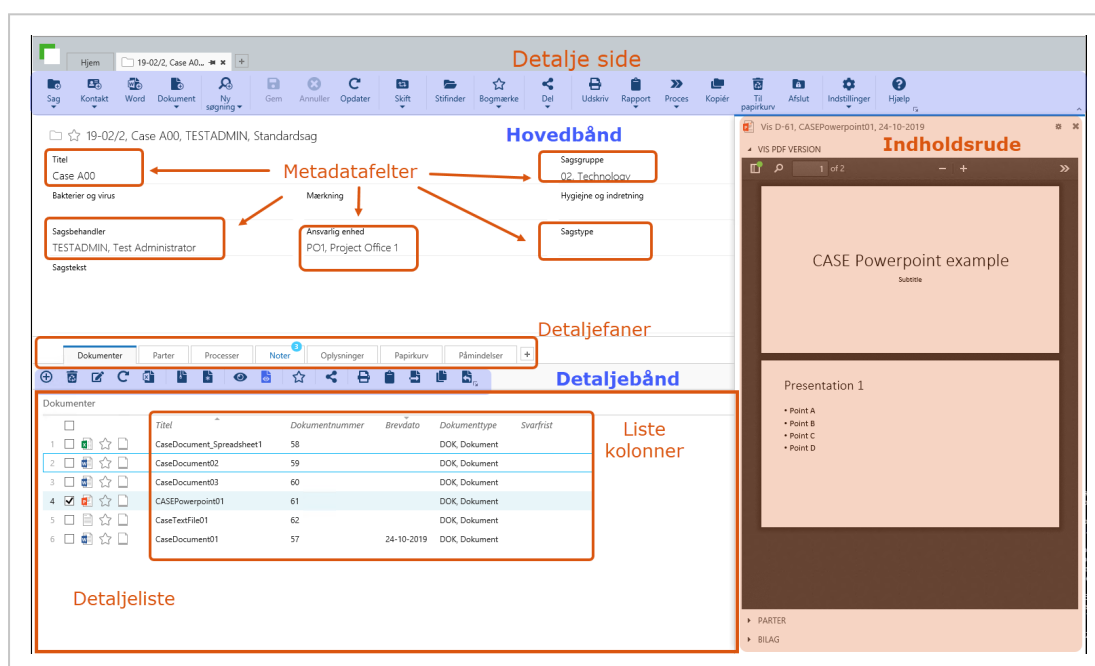 Detalje side
Hjem
19-02/2, Case A0...
Sag
Kontakt
Word
Dokument
Ny søgning
Gem
Annuller
Opdater
Skift
Stifinder
Bogmærke
Del
Udskriv
Rapport
Proces
Kopiér
Til papirkurv
Afslut
Indstillinger
Hjælp
19-02/2, Case A00, TESTADMIN, Standardsag
Hovedbånd
Titel
Case A00
Metadatafelter
Sagsgruppe
02. Technology
Bakterier og virus
Mærkning
Hygiejne og indretning
Sagsbehandler
TESTADMIN, Test Administrator
Ansvarlig enhed
PO1, Project Office 1
Sagstype
Sagstekst
Detaljefaner
Dokumenter
Parter
Processer
Noter
3
Oplysninger
Papirkurv
Påmindelser
+
Detaljebånd
Dokumenter
Titel Dokumentnummer Brevdato Dokumenttype Svarfrist
1 CaseDocument_Spreadsheet1 58 DOK, Dokument
2 CaseDocument02 59 DOK, Dokument
3 CaseDocument03 60 DOK, Dokument
4 CASEPowerpoint01 61 DOK, Dokument
5 CaseTextFile01 62 DOK, Dokument
6 CaseDocument01 57 24-10-2019 DOK, Dokument
Liste
kolonner
Detaljeliste
Vis D-61, CASEPowerpoint01, 24-10-2019
Indholdsrude
VIS PDF VERSION
1 of 2
CASE Powerpoint example
Subtitle
Presentation 1
• Point A
• Point B
• Point C
• Point D
PARTER
BILAG